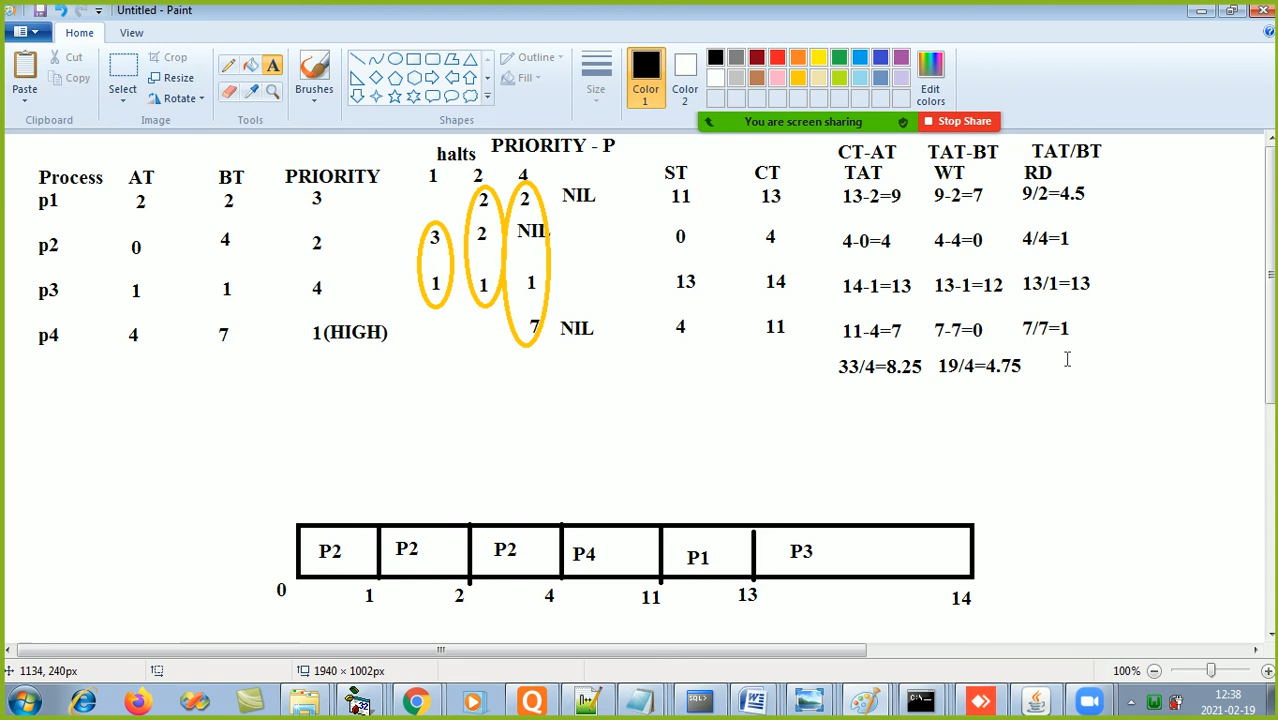 Untitled - Paint
Home View
Paste
Cut
Copy
Clipboard
Select
Crop
Resize
Rotate
Image
A
Tools
Brushes
Shapes
Outline
Fill
Size
Color 1
Color 2
Edit colors
Colors
You are screen sharing Stop Share
halts PRIORITY - P CT-AT TAT-BT TAT/BT
Process AT BT PRIORITY 1 2 4 ST CT TAT WT RD
p1 2 2 3 2 2 NIL 11 13 13-2=9 9-2=7 9/2=4.5
p2 0 4 2 3 2 NIL 0 4 4-0=4 4-4=0 4/4=1
p3 1 1 4 1 1 1 13 14 14-1=13 13-1=12 13/1=13
p4 4 7 1(HIGH) 7 NIL 4 11 11-4=7 7-7=0 7/7=1
33/4=8.25 19/4=4.75
P2 P2 P2 P4 P1 P3
0 1 2 4 11 13 14
1134, 240px 1940 × 1002px 100%
12:38
2021-02-19